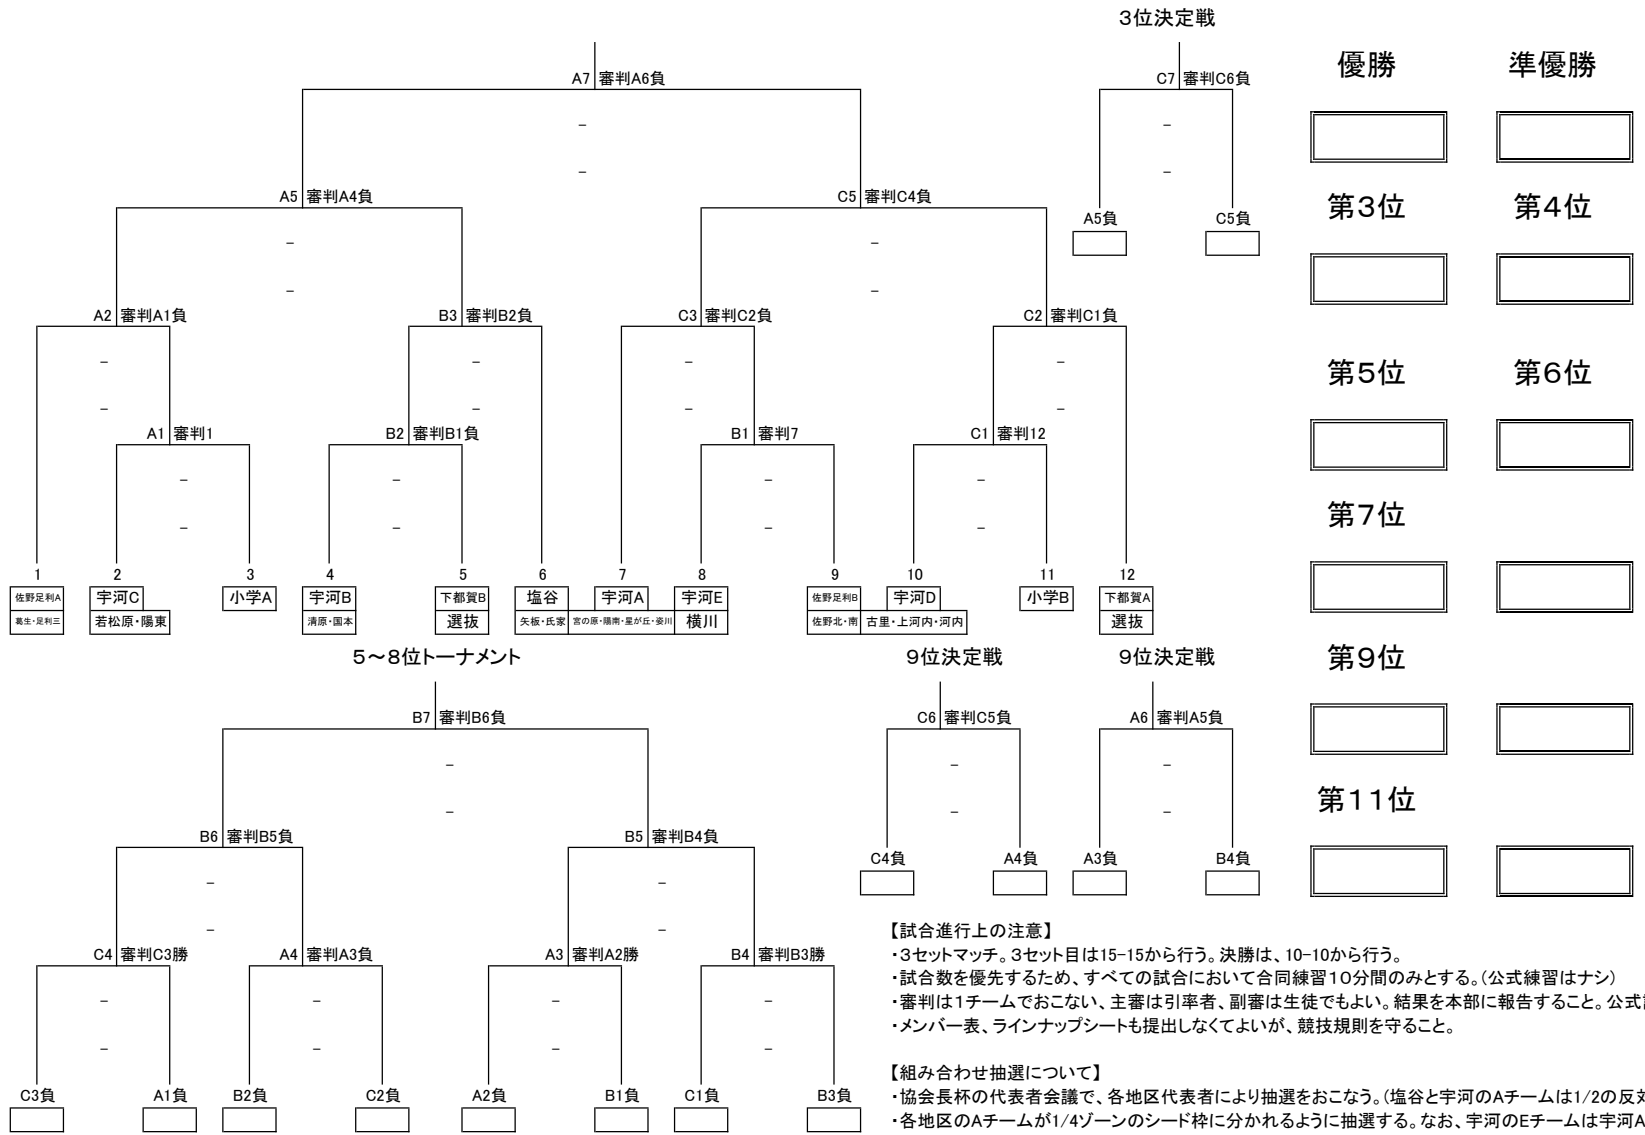 3位決定戦
優勝 準優勝
A7 審判A6負 C7 審判C6負
－ －
－ －
第3位 第4位
A5 審判A4負 C5 審判C4負
A5負 C5負
－ －
－ －
A2 審判A1負 B3 審判B2負 C3 審判C2負 C2 審判C1負
第5位 第6位
－ － － －
－ － － －
A1 審判1 B2 審判B1負 B1 審判7 C1 審判12
－ － － －
第7位
－ － － －
1 2 3 4 5 6 7 8 9 10 11 12
佐野足利A 宇河C 小学A 宇河B 下都賀B 塩谷 宇河A 宇河E 佐野足利B 宇河D 小学B 下都賀A
葛生・足利三 若松原・陽東 清原・国本 選抜 矢板・氏家 宮の原・陽南・星が丘・姿川 横川 佐野北・南 古里・上河内・河内 選抜
5～8位トーナメント 9位決定戦 9位決定戦 第9位
B7 審判B6負 C6 審判C5負 A6 審判A5負
－ － －
－ － －
第11位
B6 審判B5負 B5 審判B4負
C4負 A4負 A3負 B4負
－ －
－ －
C4 審判C3勝 A4 審判A3負 A3 審判A2勝 B4 審判B3勝
－ － － －
－ － － －
C3負 A1負 B2負 C2負 A2負 B1負 C1負 B3負
【試合進行上の注意】
・3セットマッチ。3セット目は15-15から行う。決勝は、10-10から行う。
・試合数を優先するため、すべての試合において合同練習10分間のみとする。(公式練習はナシ)
・審判は1チームでおこない、主審は引率者、副審は生徒でもよい。結果を本部に報告すること。公式
・メンバー表、ラインナップシートも提出しなくてよいが、競技規則を守ること。
【組み合わせ抽選について】
・協会長杯の代表者会議で、各地区代表者により抽選をおこなう。(塩谷と宇河のAチームは1/2の反
・各地区のAチームが1/4ゾーンのシード枠に分かれるように抽選する。なお、宇河のEチームは宇河A